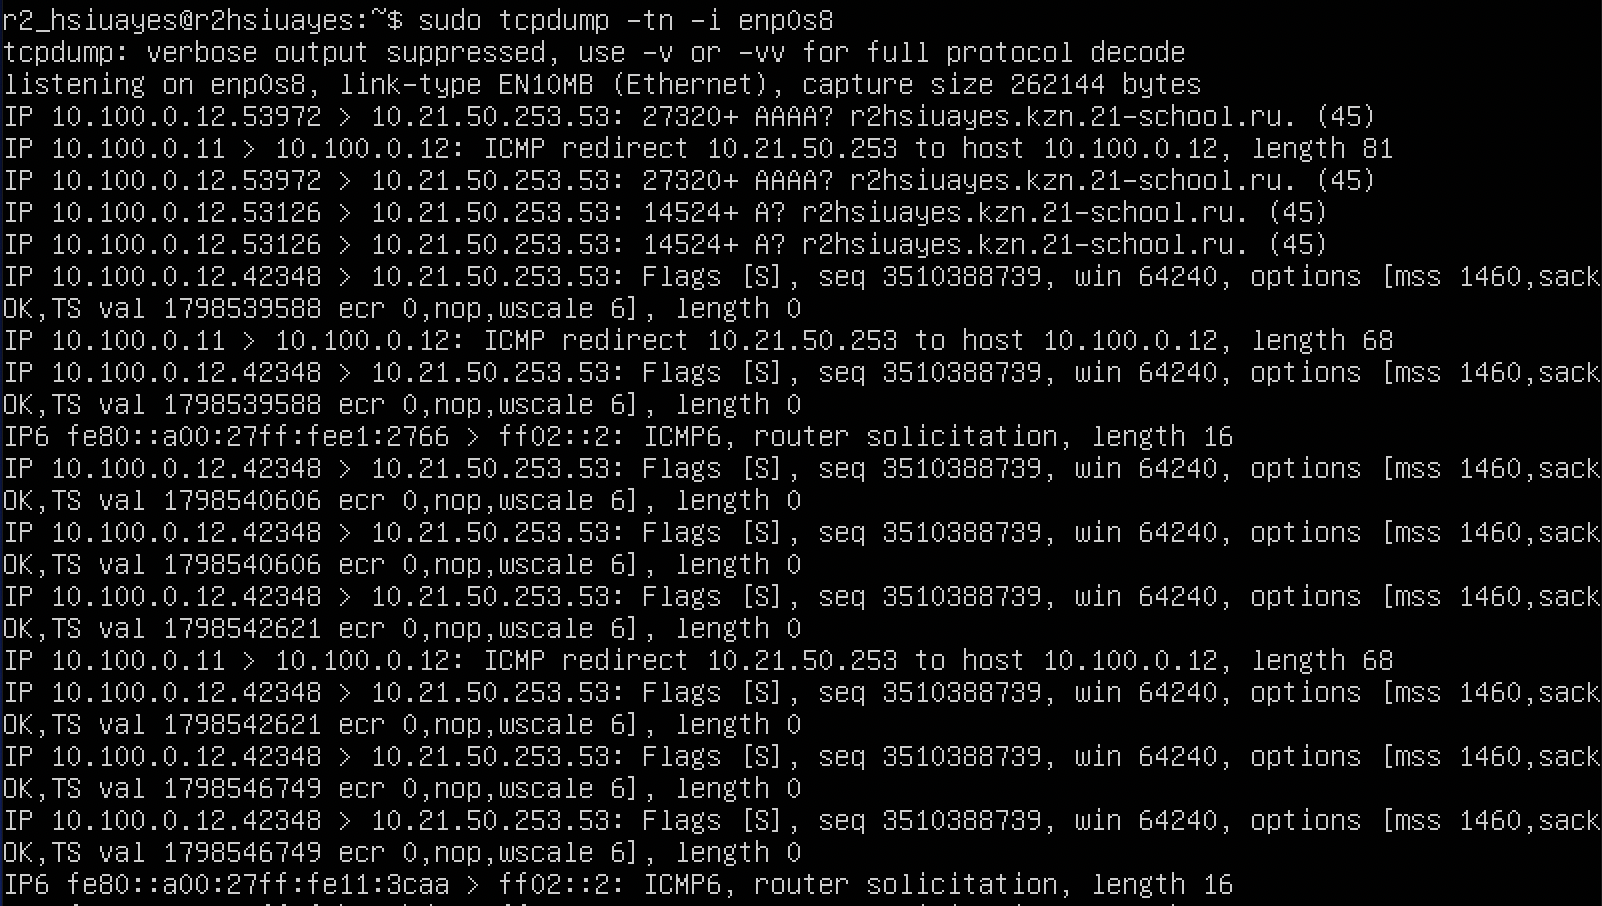 r2_hsiuayes@r2hsiuayes:~$ sudo tcpdump -tn -i enp0s8
tcpdump: verbose output suppressed, use -v or -vv for full protocol decode
listening on enp0s8, link-type EN10MB (Ethernet), capture size 262144 bytes
IP 10.100.0.12.53972 > 10.21.50.253.53: 27320+ AAAA? r2hsiuayes.kzn.21-school.ru. (45)
IP 10.100.0.11 > 10.100.0.12: ICMP redirect 10.21.50.253 to host 10.100.0.12, length 81
IP 10.100.0.12.53972 > 10.21.50.253.53: 27320+ AAAA? r2hsiuayes.kzn.21-school.ru. (45)
IP 10.100.0.12.53126 > 10.21.50.253.53: 14524+ A? r2hsiuayes.kzn.21-school.ru. (45)
IP 10.100.0.12.53126 > 10.21.50.253.53: 14524+ A? r2hsiuayes.kzn.21-school.ru. (45)
IP 10.100.0.12.42348 > 10.21.50.253.53: Flags [S], seq 3510388739, win 64240, options [mss 1460,sack
OK,TS val 1798539588 ecr 0,nop,wscale 6], length 0
IP 10.100.0.11 > 10.100.0.12: ICMP redirect 10.21.50.253 to host 10.100.0.12, length 68
IP 10.100.0.12.42348 > 10.21.50.253.53: Flags [S], seq 3510388739, win 64240, options [mss 1460,sack
OK,TS val 1798539588 ecr 0,nop,wscale 6], length 0
IP6 fe80::a00:27ff:fee1:2766 > ff02::2: ICMP6, router solicitation, length 16
IP 10.100.0.12.42348 > 10.21.50.253.53: Flags [S], seq 3510388739, win 64240, options [mss 1460,sack
OK,TS val 1798540606 ecr 0,nop,wscale 6], length 0
IP 10.100.0.12.42348 > 10.21.50.253.53: Flags [S], seq 3510388739, win 64240, options [mss 1460,sack
OK,TS val 1798540606 ecr 0,nop,wscale 6], length 0
IP 10.100.0.12.42348 > 10.21.50.253.53: Flags [S], seq 3510388739, win 64240, options [mss 1460,sack
OK,TS val 1798542621 ecr 0,nop,wscale 6], length 0
IP 10.100.0.11 > 10.100.0.12: ICMP redirect 10.21.50.253 to host 10.100.0.12, length 68
IP 10.100.0.12.42348 > 10.21.50.253.53: Flags [S], seq 3510388739, win 64240, options [mss 1460,sack
OK,TS val 1798542621 ecr 0,nop,wscale 6], length 0
IP 10.100.0.12.42348 > 10.21.50.253.53: Flags [S], seq 3510388739, win 64240, options [mss 1460,sack
OK,TS val 1798546749 ecr 0,nop,wscale 6], length 0
IP 10.100.0.12.42348 > 10.21.50.253.53: Flags [S], seq 3510388739, win 64240, options [mss 1460,sack
OK,TS val 1798546749 ecr 0,nop,wscale 6], length 0
IP6 fe80::a00:27ff:fe11:3caa > ff02::2: ICMP6, router solicitation, length 16